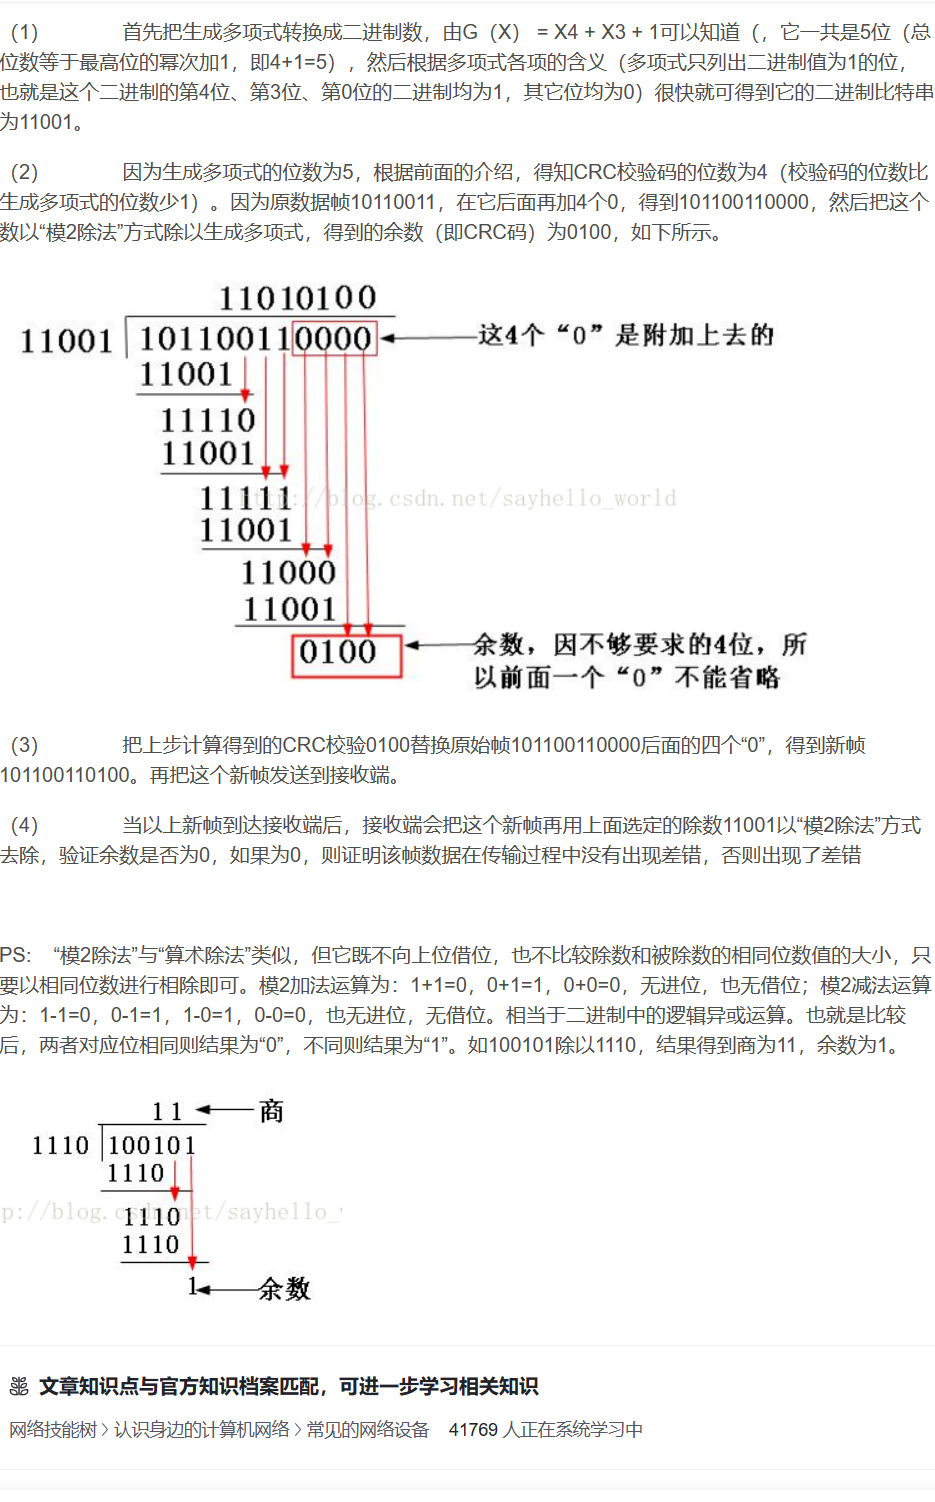 （1） 首先把生成多项式转换成二进制数，由G（X） = X4 + X3 + 1可以知道（，它一共是5位（总
位数等于最高位的幂次加1，即4+1=5），然后根据多项式各项的含义（多项式只列出二进制值为1的位，
也就是这个二进制的第4位、第3位、第0位的二进制均为1，其它位均为0）很快就可得到它的二进制比特串
为11001。
（2） 因为生成多项式的位数为5，根据前面的介绍，得知CRC校验码的位数为4（校验码的位数比
生成多项式的位数少1）。因为原数据帧10110011，在它后面再加4个0，得到101100110000，然后把这个
数以“模2除法”方式除以生成多项式，得到的余数（即CRC码）为0100，如下所示。
11010100
11001 101100110000 这4个“0”是附加上去的
11001
11110
11001
11111 http://blog.csdn.net/sayhello_world
11001
11000
11001
0100 余数，因不够要求的4位，所
以前面一个“0”不能省略
（3） 把上步计算得到的CRC校验0100替换原始帧101100110000后面的四个“0”，得到新帧
101100110100。再把这个新帧发送到接收端。
（4） 当以上新帧到达接收端后，接收端会把这个新帧再用上面选定的除数11001以“模2除法”方式
去除，验证余数是否为0，如果为0，则证明该帧数据在传输过程中没有出现差错，否则出现了差错
PS: “模2除法”与“算术除法”类似，但它既不向上位借位，也不比较除数和被除数的相同位数值的大小，只
要以相同位数进行相除即可。模2加法运算为：1+1=0，0+1=1，0+0=0，无进位，也无借位；模2减法运算
为：1-1=0，0-1=1，1-0=1，0-0=0，也无进位，无借位。相当于二进制中的逻辑异或运算。也就是比较
后，两者对应位相同则结果为“0”，不同则结果为“1”。如100101除以1110，结果得到商为11，余数为1。
11 商
1110 100101
1110
p://blog.csdn.net/sayhello_
1110
1110
1 余数
文章知识点与官方知识档案匹配，可进一步学习相关知识
网络技能树 > 认识身边的计算机网络 > 常见的网络设备 41769 人正在系统学习中